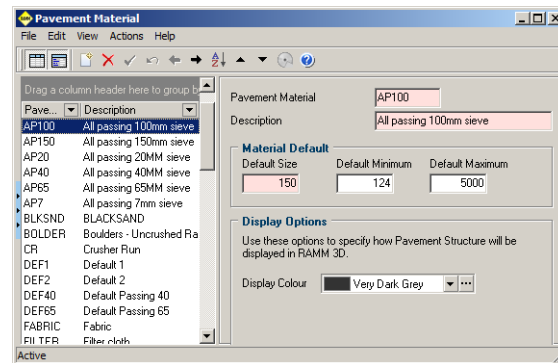 Pavement Material
File Edit View Actions Help
Drag a column header here to group b
Pave... Description
AP100 All passing 100mm sieve
AP150 All passing 150mm sieve
AP20 All passing 20MM sieve
AP40 All passing 40MM sieve
AP65 All passing 65MM sieve
AP7 All passing 7mm sieve
BLKSND BLACKSAND
BOLDER Boulders - Uncrushed Ra
CR Crusher Run
DEF1 Default 1
DEF2 Default 2
DEF40 Default Passing 40
DEF65 Default Passing 65
FABRIC Fabric
FILTER Filter cloth
Pavement Material AP100
Description All passing 100mm sieve
Material Default
Default Size Default Minimum Default Maximum
150 124 5000
Display Options
Use these options to specify how Pavement Structure will be
displayed in RAMM 3D.
Display Colour Very Dark Grey
Active